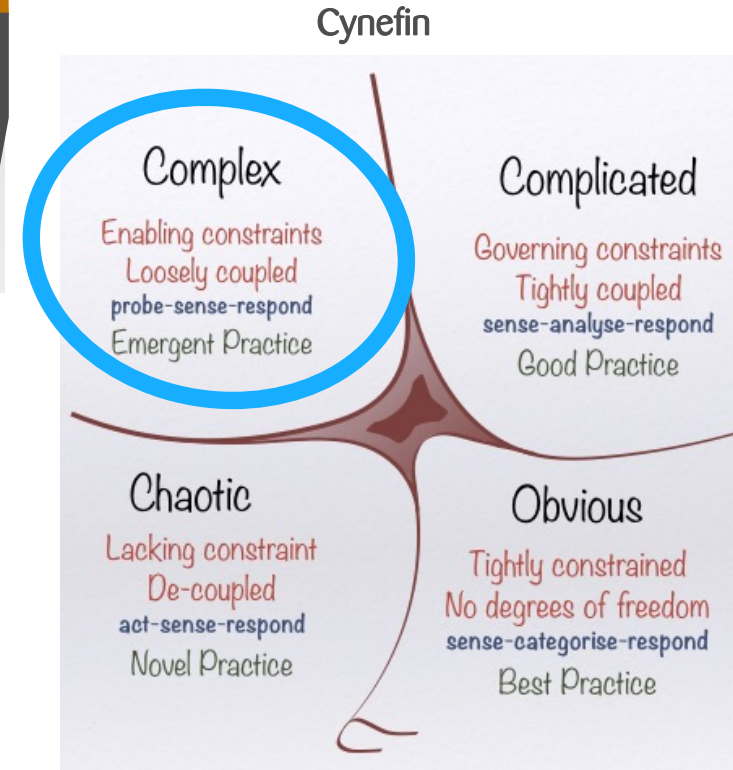 Cynefin
Complex
Enabling constraints
Loosely coupled
probe-sense-respond
Emergent Practice
Complicated
Governing constraints
Tightly coupled
sense-analyse-respond
Good Practice
Chaotic
Lacking constraint
De-coupled
act-sense-respond
Novel Practice
Obvious
Tightly constrained
No degrees of freedom
sense-categorise-respond
Best Practice